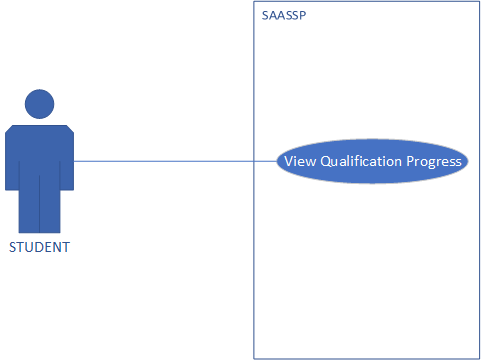 SAASSP
View Qualification Progress
STUDENT